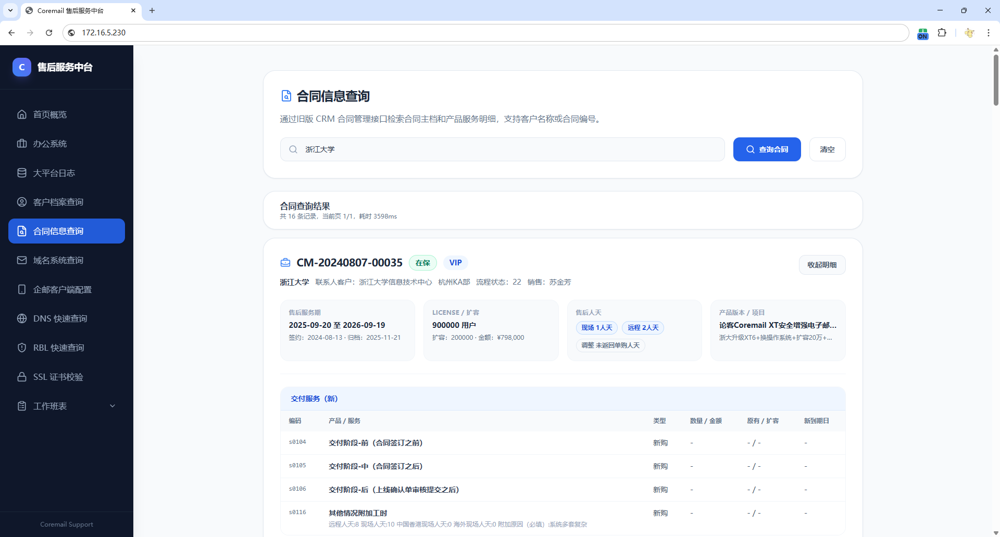 Coremail 售后服务中台
172.16.5.230
ON
C 售后服务中台
首页概览
办公系统
大平台日志
客户档案查询
合同信息查询
域名系统查询
企邮客户端配置
DNS 快速查询
RBL 快速查询
SSL 证书校验
工作班表
Coremail Support
合同信息查询
通过旧版 CRM 合同管理接口检索合同主档和产品服务明细，支持客户名称或合同编号。
浙江大学
查询合同
清空
合同查询结果
共 16 条记录，当前页 1/1，耗时 3598ms
CM-20240807-00035 在保 VIP
收起明细
浙江大学 联系人客户：浙江大学信息技术中心 杭州KA部 流程状态：22 销售：苏金芳
售后服务期
2025-09-20 至 2026-09-19
签约：2024-08-13 · 归档：2025-11-21
LICENSE / 扩容
900000 用户
扩容：200000 · 金额：¥798,000
售后人天
现场 1人天 远程 2人天
调整 未返回单购人天
产品版本 / 项目
论客Coremail XT安全增强电子邮...
浙大升级XT6+换操作系统+扩容20万+...
交付服务（新）
编码 产品 / 服务 类型 数量 / 金额 原有 / 扩容 新到期日
s0104 交付阶段-前（合同签订之前） 新购 - - / - -
s0105 交付阶段-中（合同签订之后） 新购 - - / - -
s0106 交付阶段-后（上线确认单审核提交之后） 新购 - - / - -
s0116 其他情况附加工时 新购 - - / - -
远程人天:8 现场人天:10 中国香港现场人天:0 海外现场人天:0 附加原因（必填）:系统多套复杂